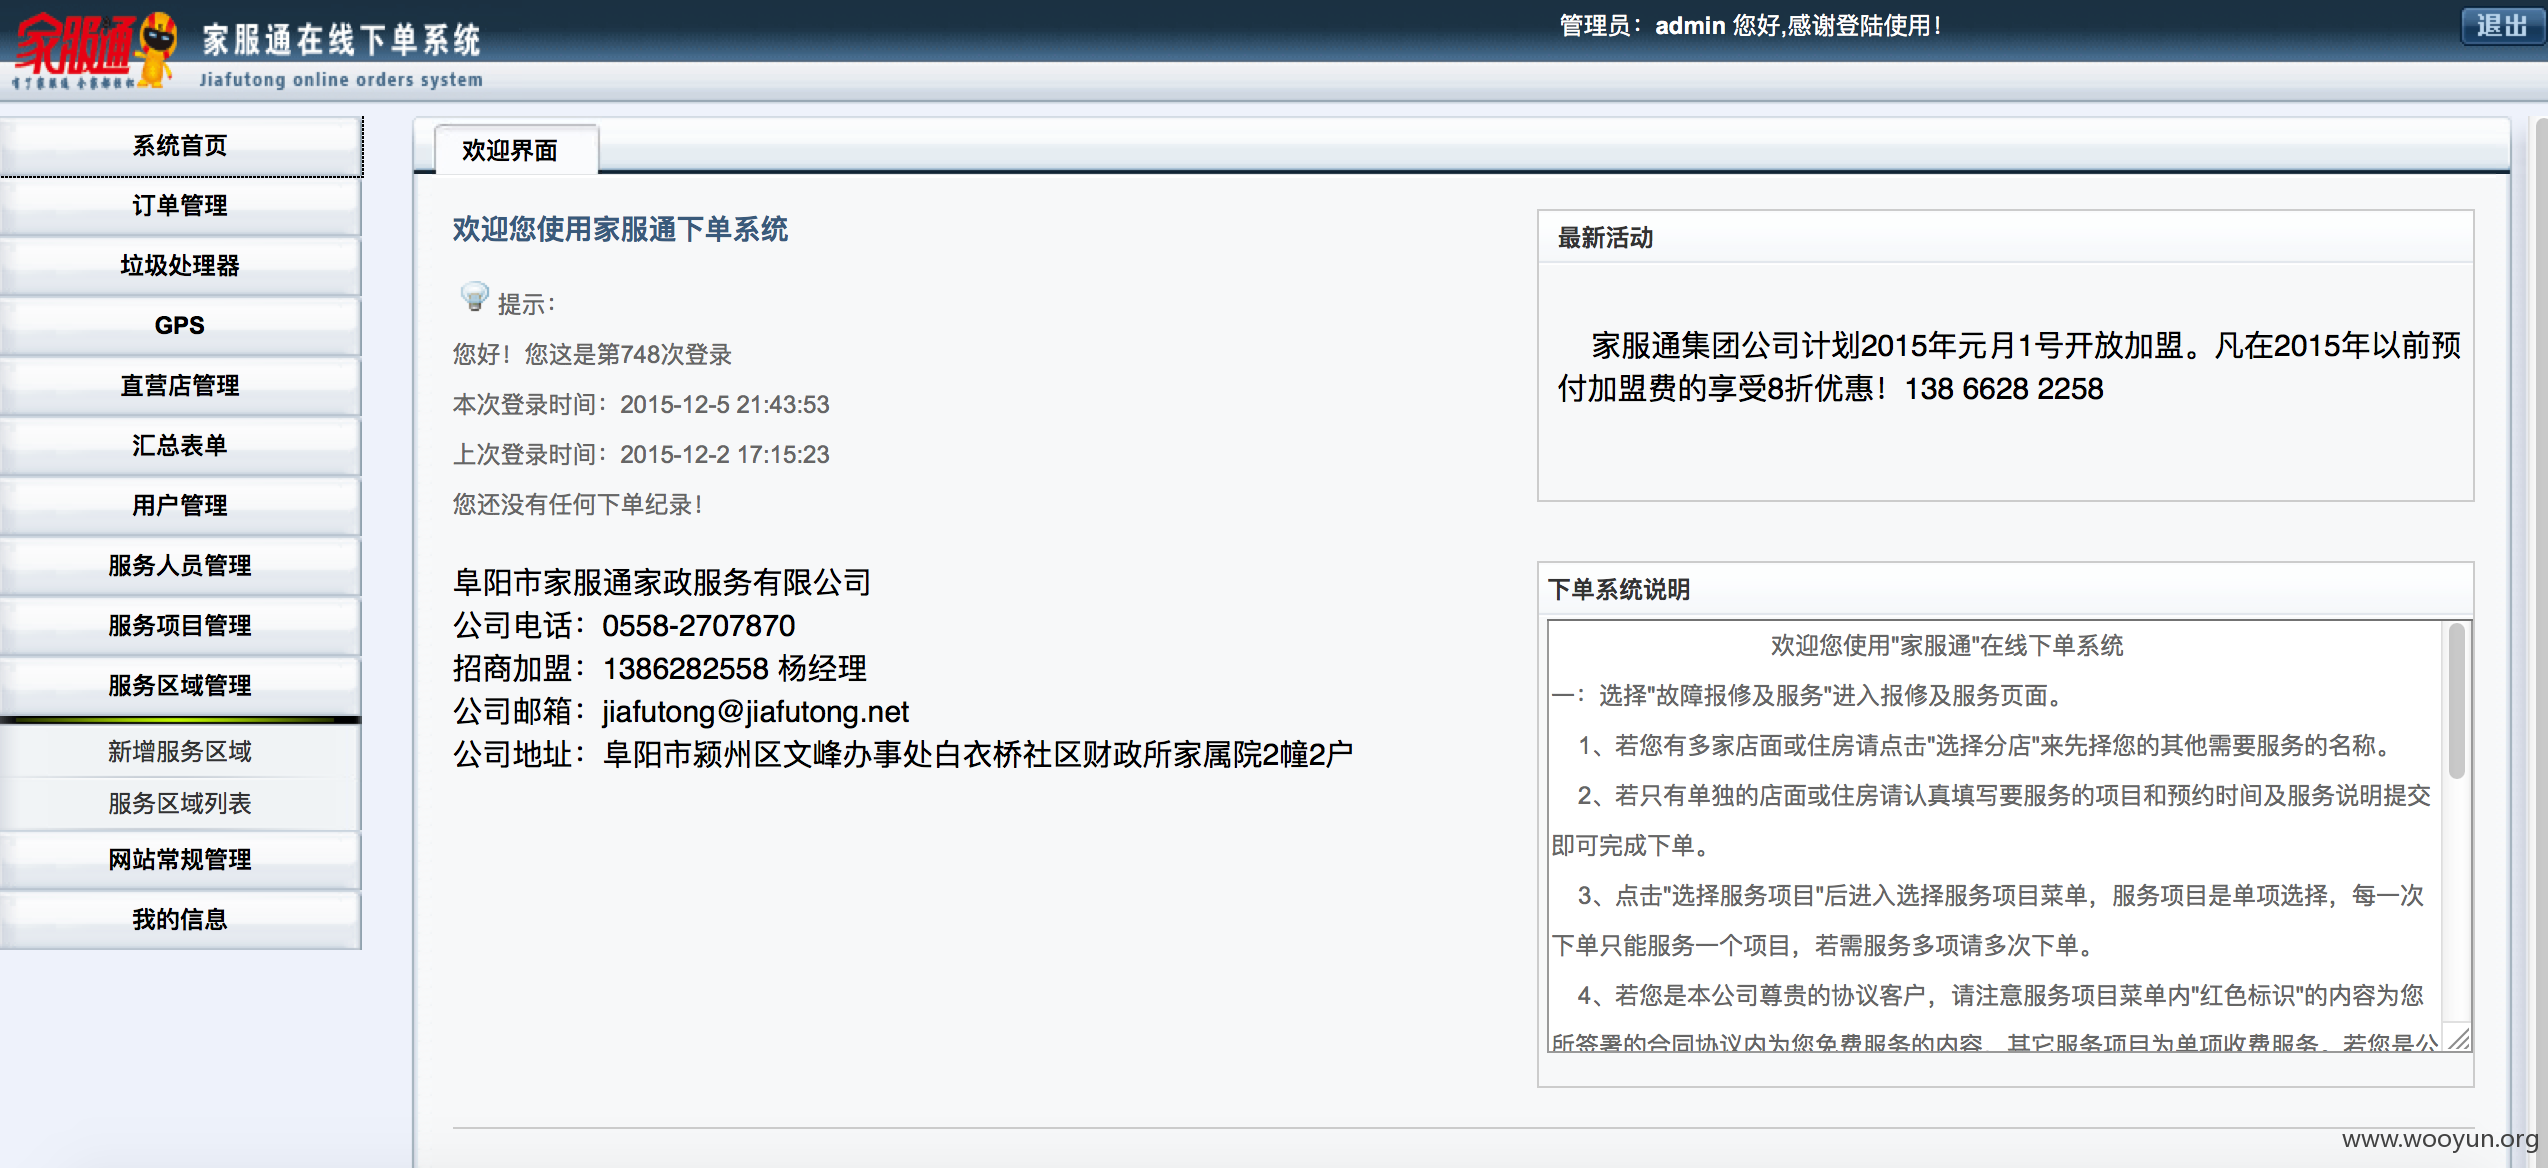 家服通
有了家服通 全家都轻松
家服通在线下单系统
Jiafutong online orders system
管理员：admin 您好,感谢登陆使用！
退出
系统首页
订单管理
垃圾处理器
GPS
直营店管理
汇总表单
用户管理
服务人员管理
服务项目管理
服务区域管理
新增服务区域
服务区域列表
网站常规管理
我的信息
欢迎界面
欢迎您使用家服通下单系统
提示：
您好！您这是第748次登录
本次登录时间：2015-12-5 21:43:53
上次登录时间：2015-12-2 17:15:23
您还没有任何下单纪录！
阜阳市家服通家政服务有限公司
公司电话：0558-2707870
招商加盟：1386282558 杨经理
公司邮箱：jiafutong@jiafutong.net
公司地址：阜阳市颍州区文峰办事处白衣桥社区财政所家属院2幢2户
最新活动
家服通集团公司计划2015年元月1号开放加盟。凡在2015年以前预
付加盟费的享受8折优惠！138 6628 2258
下单系统说明
欢迎您使用"家服通"在线下单系统
一：选择"故障报修及服务"进入报修及服务页面。
1、若您有多家店面或住房请点击"选择分店"来先择您的其他需要服务的名称。
2、若只有单独的店面或住房请认真填写要服务的项目和预约时间及服务说明提交
即可完成下单。
3、点击"选择服务项目"后进入选择服务项目菜单，服务项目是单项选择，每一次
下单只能服务一个项目，若需服务多项请多次下单。
4、若您是本公司尊贵的协议客户，请注意服务项目菜单内"红色标识"的内容为您
所签署的合同协议内为您免费服务的内容，其它服务项目为单项收费服务。若您是公
www.wooyun.org